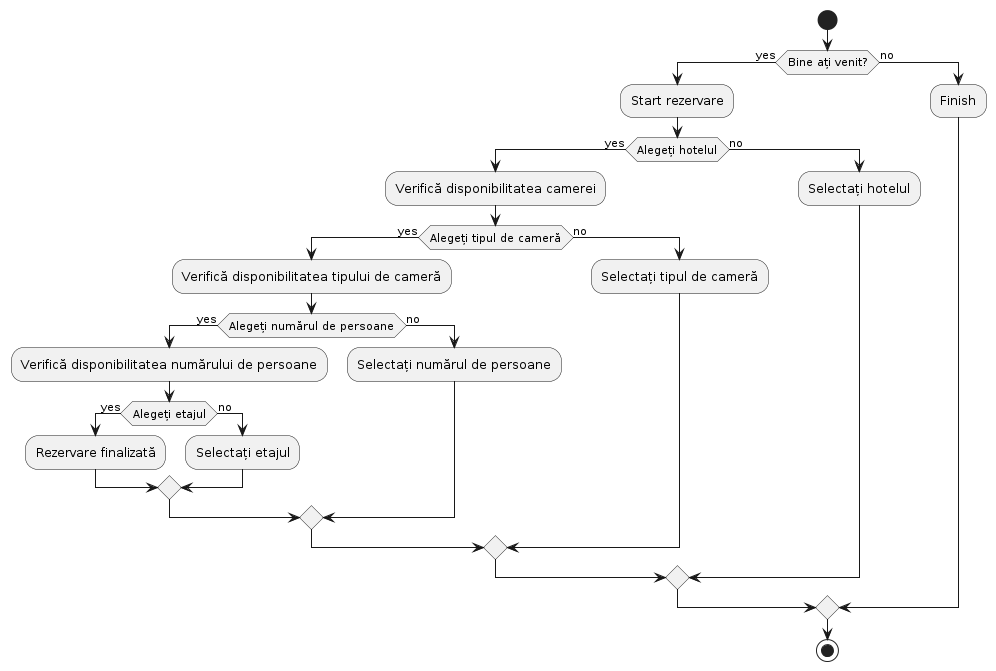 yes
Bine ați venit?
no
Start rezervare
Finish
yes
Alegeți hotelul
no
Verifică disponibilitatea camerei
Selectați hotelul
yes
Alegeți tipul de cameră
no
Verifică disponibilitatea tipului de cameră
Selectați tipul de cameră
yes
Alegeți numărul de persoane
no
Verifică disponibilitatea numărului de persoane
Selectați numărul de persoane
yes
Alegeți etajul
no
Rezervare finalizată
Selectați etajul